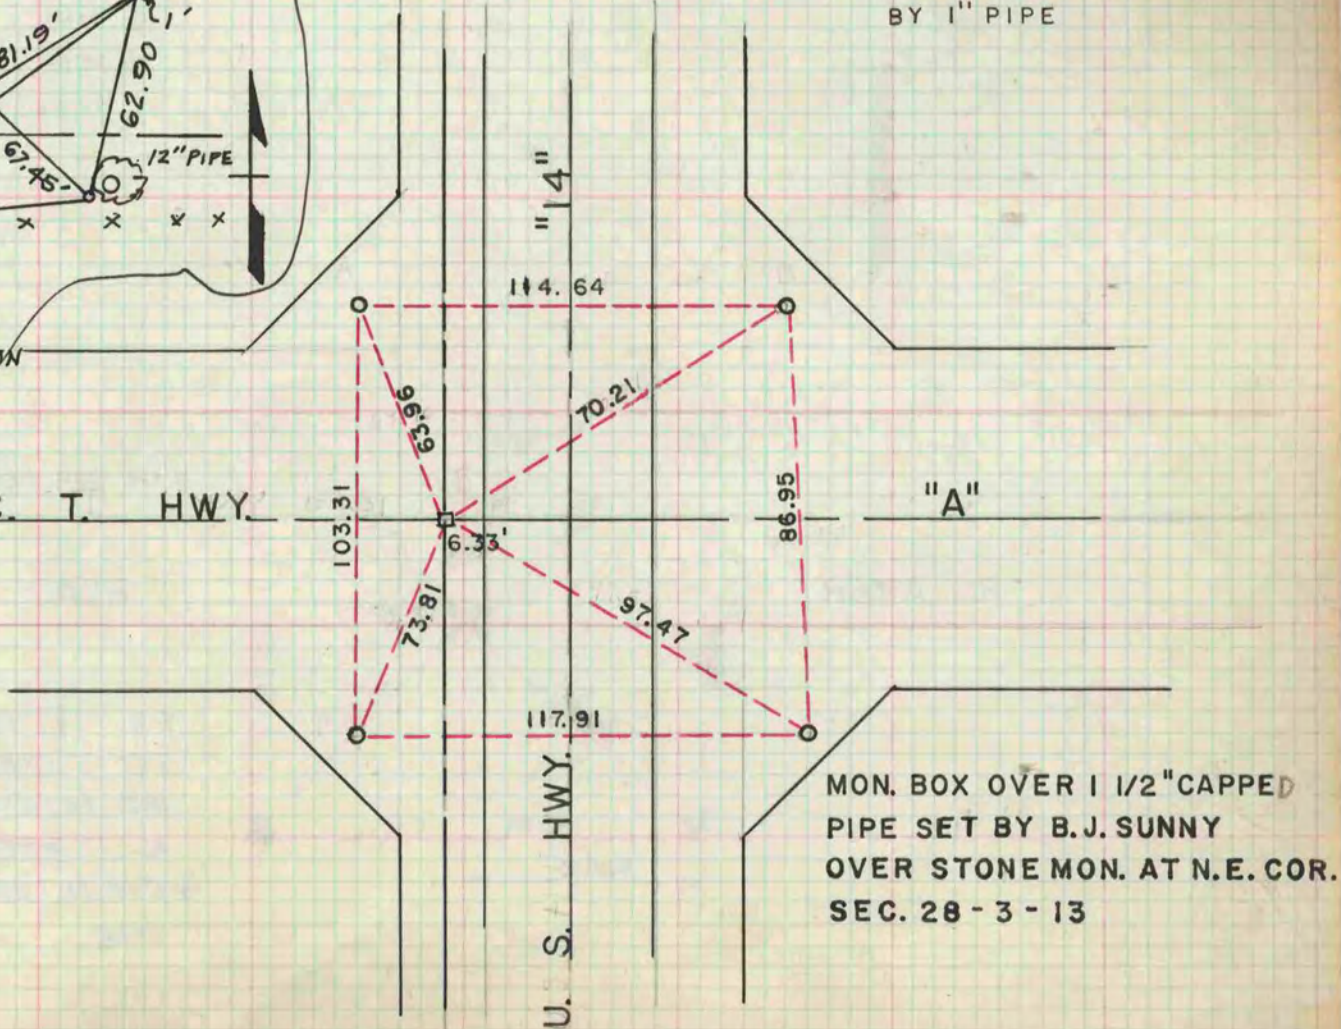 BY 1" PIPE
81.19'
1'
62.90
67.45'
12" PIPE
x x x x
"14"
114.64
63.96
70.21
103.31
86.95
T. HWY.
"A"
6.33'
73.81
97.47
117.91
U. S. HWY.
MON. BOX OVER 1 1/2" CAPPED
PIPE SET BY B.J. SUNNY
OVER STONE MON. AT N.E. COR.
SEC. 28 - 3 - 13